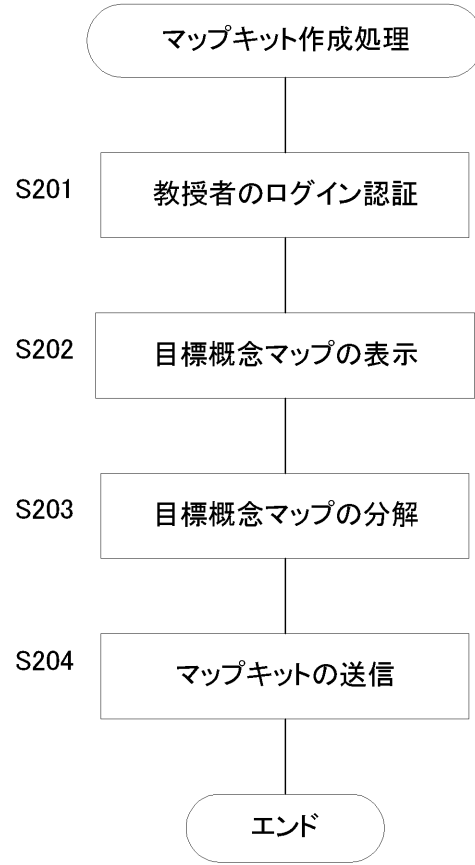 マップキット作成処理
S201
教授者のログイン認証
S202
目標概念マップの表示
S203
目標概念マップの分解
S204
マップキットの送信
エンド